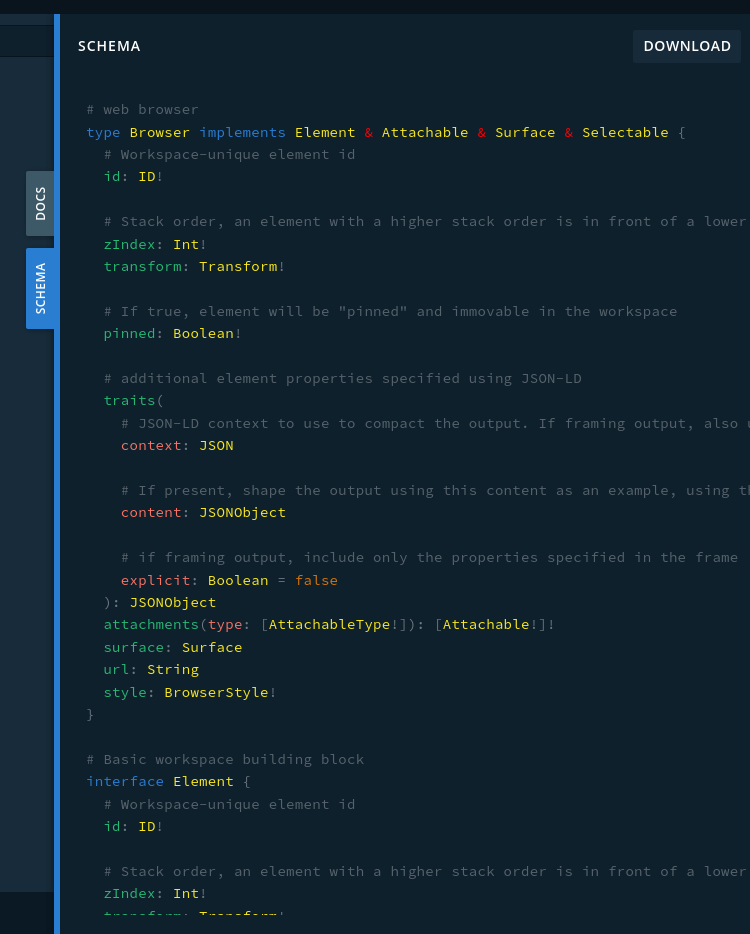 SCHEMA
DOWNLOAD
DOCS
SCHEMA
# web browser
type Browser implements Element & Attachable & Surface & Selectable {
  # Workspace-unique element id
  id: ID!

  # Stack order, an element with a higher stack order is in front of a lower
  zIndex: Int!
  transform: Transform!

  # If true, element will be "pinned" and immovable in the workspace
  pinned: Boolean!

  # additional element properties specified using JSON-LD
  traits(
    # JSON-LD context to use to compact the output. If framing output, also
    context: JSON

    # If present, shape the output using this content as an example, using
    content: JSONObject

    # if framing output, include only the properties specified in the frame
    explicit: Boolean = false
  ): JSONObject
  attachments(type: [AttachableType!]): [Attachable!]!
  surface: Surface
  url: String
  style: BrowserStyle!
}

# Basic workspace building block
interface Element {
  # Workspace-unique element id
  id: ID!

  # Stack order, an element with a higher stack order is in front of a lower
  zIndex: Int!
  transform: Transform!